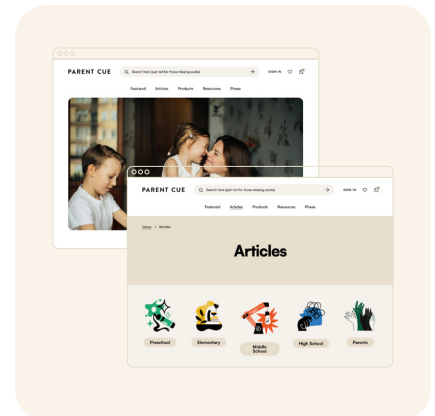 PARENT CUE
Search here (just not for those missing socks)
SIGN IN
Featured Articles Products Resources Phase
PARENT CUE
Search here (just not for those missing socks)
SIGN IN
Featured Articles Products Resources Phase
Home > Articles
Articles
Preschool
Elementary
Middle
School
High School
Parents